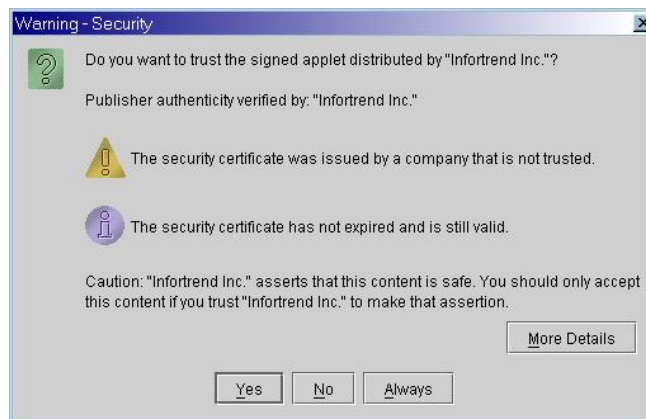 Warning - Security
Do you want to trust the signed applet distributed by "Infortrend Inc."?
Publisher authenticity verified by: "Infortrend Inc."
The security certificate was issued by a company that is not trusted.
The security certificate has not expired and is still valid.
Caution: "Infortrend Inc." asserts that this content is safe. You should only accept
this content if you trust "Infortrend Inc." to make that assertion.
More Details
Yes No Always